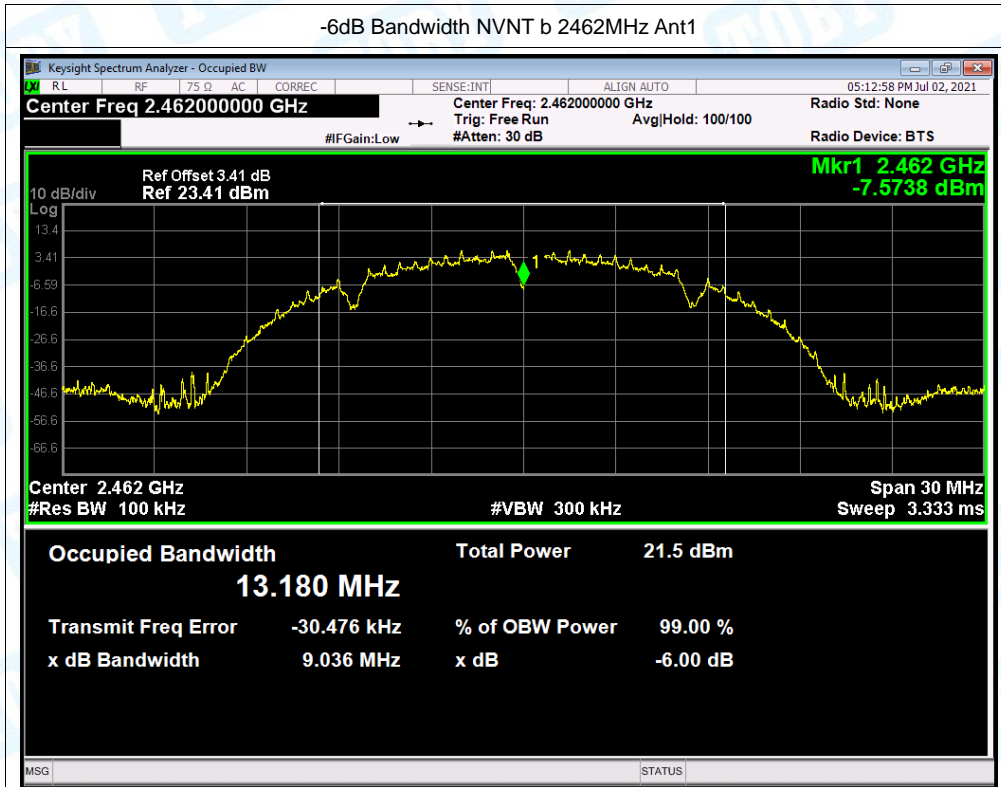 -6dB Bandwidth NVNT b 2462MHz Ant1
Keysight Spectrum Analyzer - Occupied BW
LXI RL RF 75 Ω AC CORREC SENSE:INT ALIGN AUTO 05:12:58 PM Jul 02, 2021
Center Freq 2.462000000 GHz Center Freq: 2.462000000 GHz Radio Std: None
Trig: Free Run Avg|Hold: 100/100
#IFGain:Low #Atten: 30 dB Radio Device: BTS
Mkr1 2.462 GHz
Ref Offset 3.41 dB
10 dB/div Ref 23.41 dBm -7.5738 dBm
Log
13.4
3.41
1
-6.59
-16.6
-26.6
-36.6
-46.6
-56.6
-66.6
Center 2.462 GHz Span 30 MHz
#Res BW 100 kHz #VBW 300 kHz Sweep 3.333 ms
Occupied Bandwidth Total Power 21.5 dBm
13.180 MHz
Transmit Freq Error -30.476 kHz % of OBW Power 99.00 %
x dB Bandwidth 9.036 MHz x dB -6.00 dB
MSG STATUS